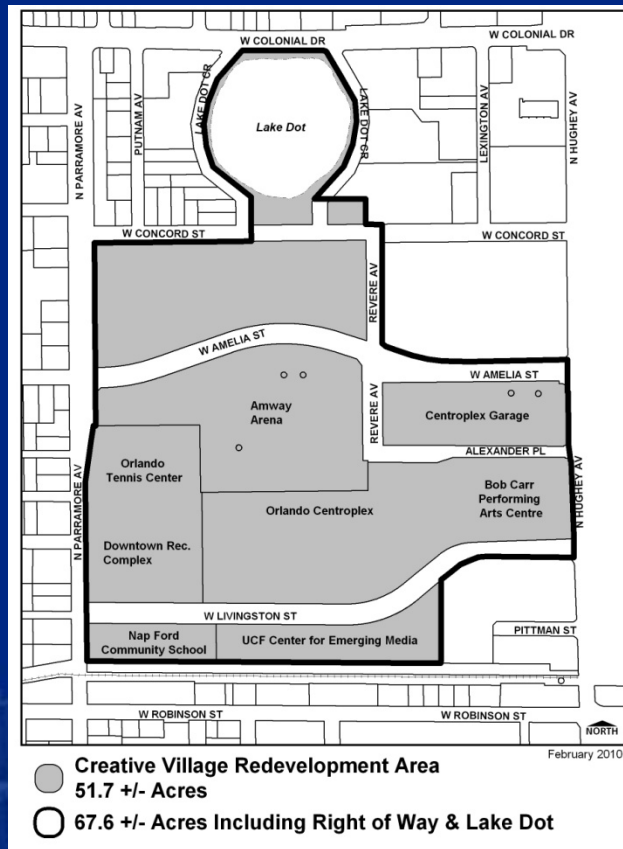 W COLONIAL DR
W COLONIAL DR
N PARRAMORE AV
PUTNAM AV
LAKE DOT CR
Lake Dot
LAKE DOT CR
LEXINGTON AV
N HUGHEY AV
W CONCORD ST
W CONCORD ST
REVERE AV
W AMELIA ST
W AMELIA ST
Amway
Arena
REVERE AV
Centroplex Garage
ALEXANDER PL
Orlando
Tennis Center
N PARRAMORE AV
Orlando Centroplex
Bob Carr
Performing
Arts Centre
N HUGHEY AV
Downtown Rec.
Complex
W LIVINGSTON ST
Nap Ford
Community School
UCF Center for Emerging Media
PITTMAN ST
W ROBINSON ST
W ROBINSON ST
NORTH
February 2010
Creative Village Redevelopment Area
51.7 +/- Acres
67.6 +/- Acres Including Right of Way & Lake Dot